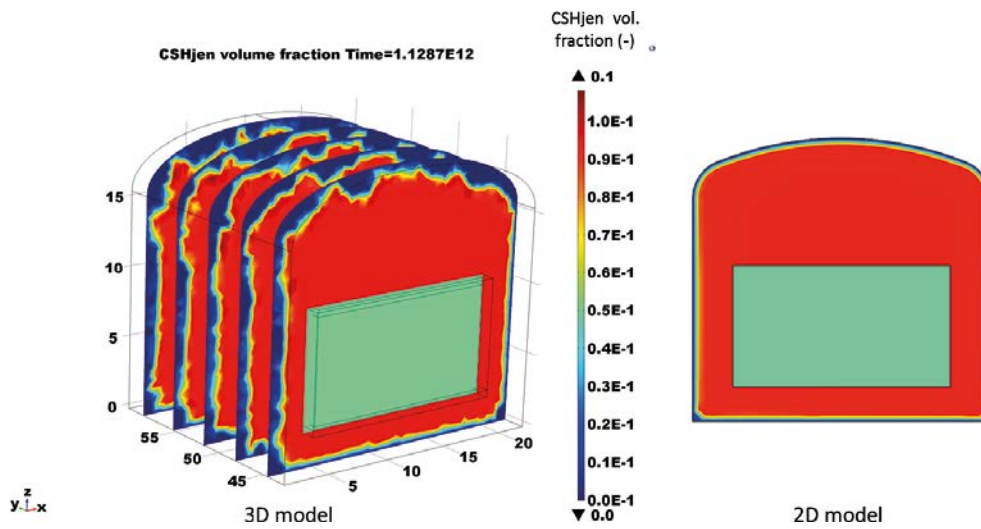 CSHjen vol.
fraction (-)
CSHjen volume fraction Time=1.1287E12
▲ 0.1
1.0E-1
0.9E-1
0.8E-1
0.7E-1
0.6E-1
0.5E-1
0.4E-1
0.3E-1
0.2E-1
0.1E-1
0.0E-1
▼ 0.0
15
10
5
0
55
50
45
5
10
15
20
y z x
3D model
2D model